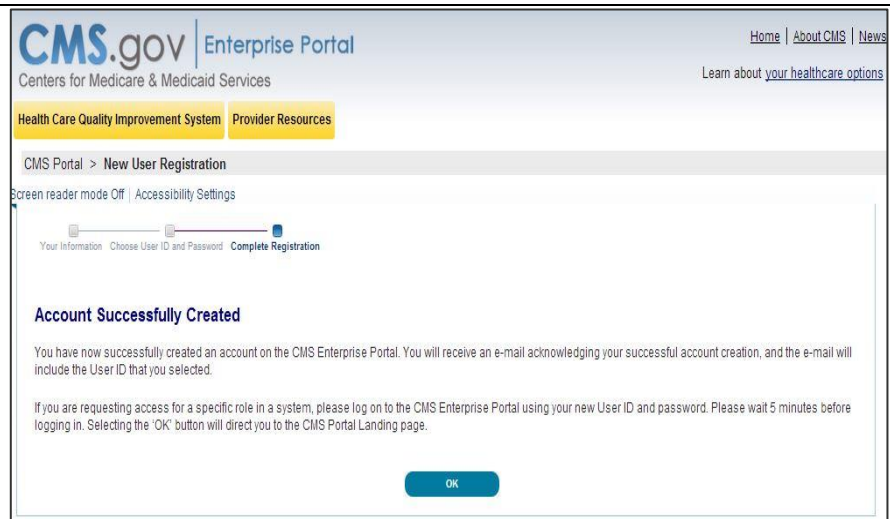 CMS.gov | Enterprise Portal
Home | About CMS | News
Centers for Medicare & Medicaid Services
Learn about your healthcare options
Health Care Quality Improvement System Provider Resources
CMS Portal > New User Registration
Screen reader mode Off | Accessibility Settings
Your Information Choose User ID and Password Complete Registration
Account Successfully Created
You have now successfully created an account on the CMS Enterprise Portal. You will receive an e-mail acknowledging your successful account creation, and the e-mail will
include the User ID that you selected.
If you are requesting access for a specific role in a system, please log on to the CMS Enterprise Portal using your new User ID and password. Please wait 5 minutes before
logging in. Selecting the 'OK' button will direct you to the CMS Portal Landing page.
OK